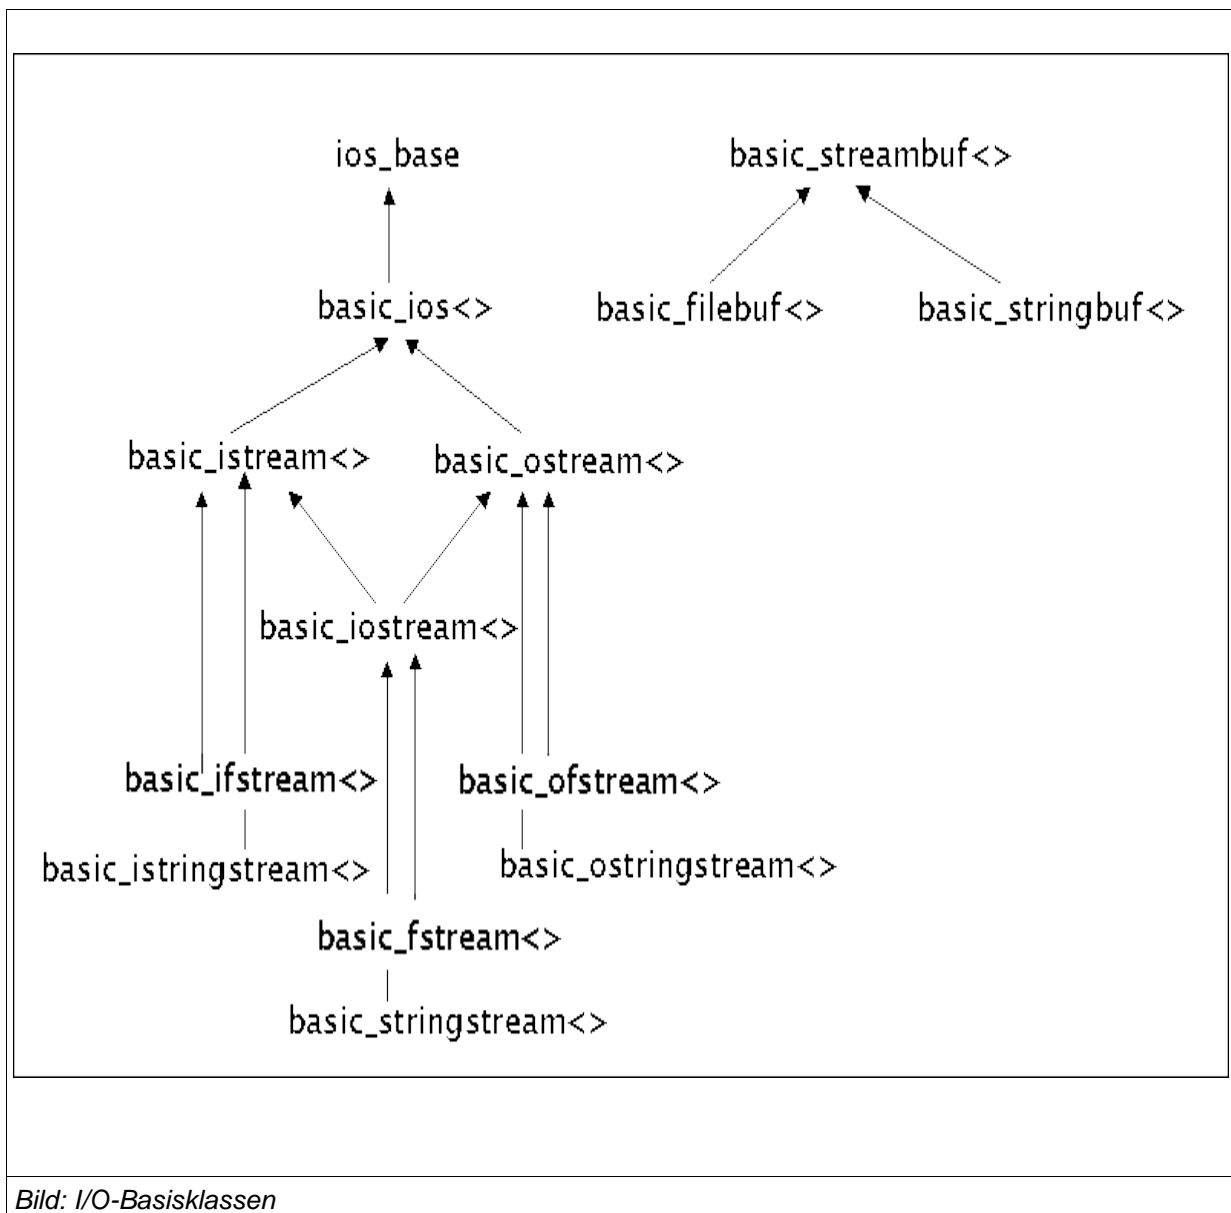 ios_base
basic_streambuf<>
basic_ios<>
basic_filebuf<>
basic_stringbuf<>
basic_istream<>
basic_ostream<>
basic_iostream<>
basic_ifstream<>
basic_ofstream<>
basic_istringstream<>
basic_ostringstream<>
basic_fstream<>
basic_stringstream<>
Bild: I/O-Basisklassen